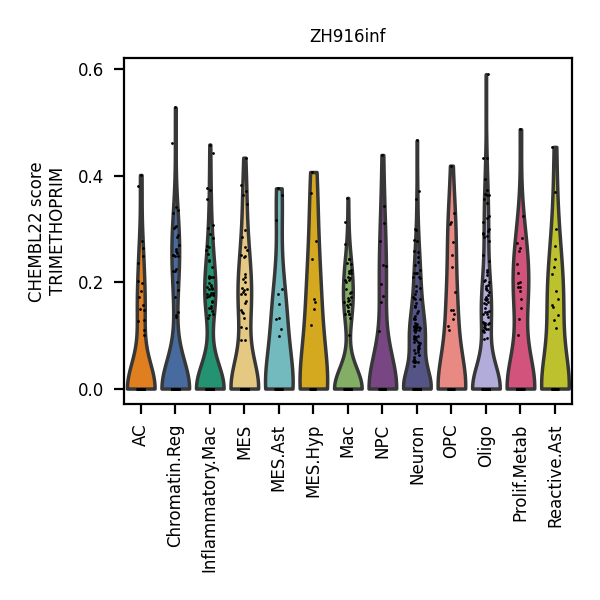 ZH916inf
CHEMBL22 score
TRIMETHOPRIM
0.6
0.4
0.2
0.0
AC
Chromatin.Reg
Inflammatory.Mac
MES
MES.Ast
MES.Hyp
Mac
NPC
Neuron
OPC
Oligo
Prolif.Metab
Reactive.Ast